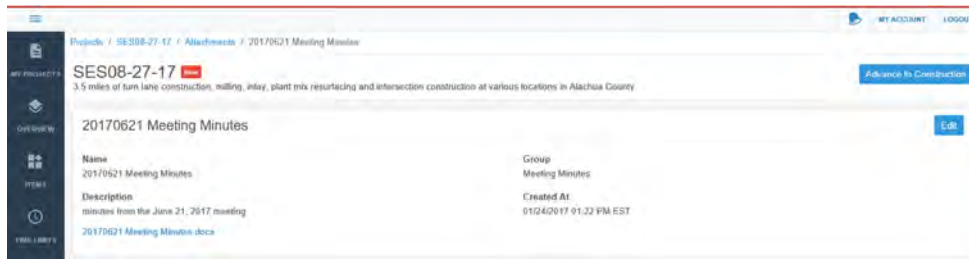 MY ACCOUNT LOGOU
Projects / SES08-27-17 / Attachments / 20170621 Meeting Minutes
MY PROJECTS
SES08-27-17 New
Advance to Construction
3.5 miles of turn lane construction, milling, inlay, plant mix resurfacing and intersection construction at various locations in Alachua County
OVERVIEW
20170621 Meeting Minutes
Edit
ITEMS
Name
Group
20170621 Meeting Minutes
Meeting Minutes
Description
Created At
minutes from the June 21, 2017 meeting
01/24/2017 01:22 PM EST
20170621 Meeting Minutes.docx
TIME LIMITS